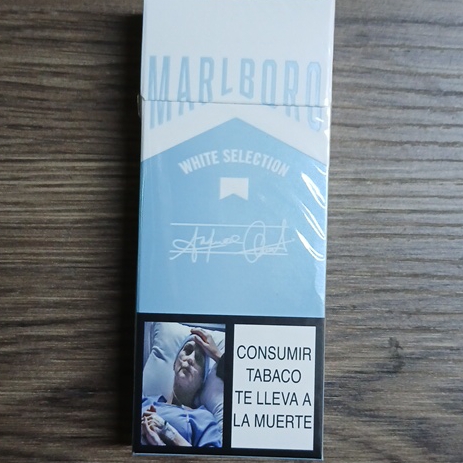 MARLBORO
WHITE SELECTION
CONSUMIR
TABACO
TE LLEVA A
LA MUERTE